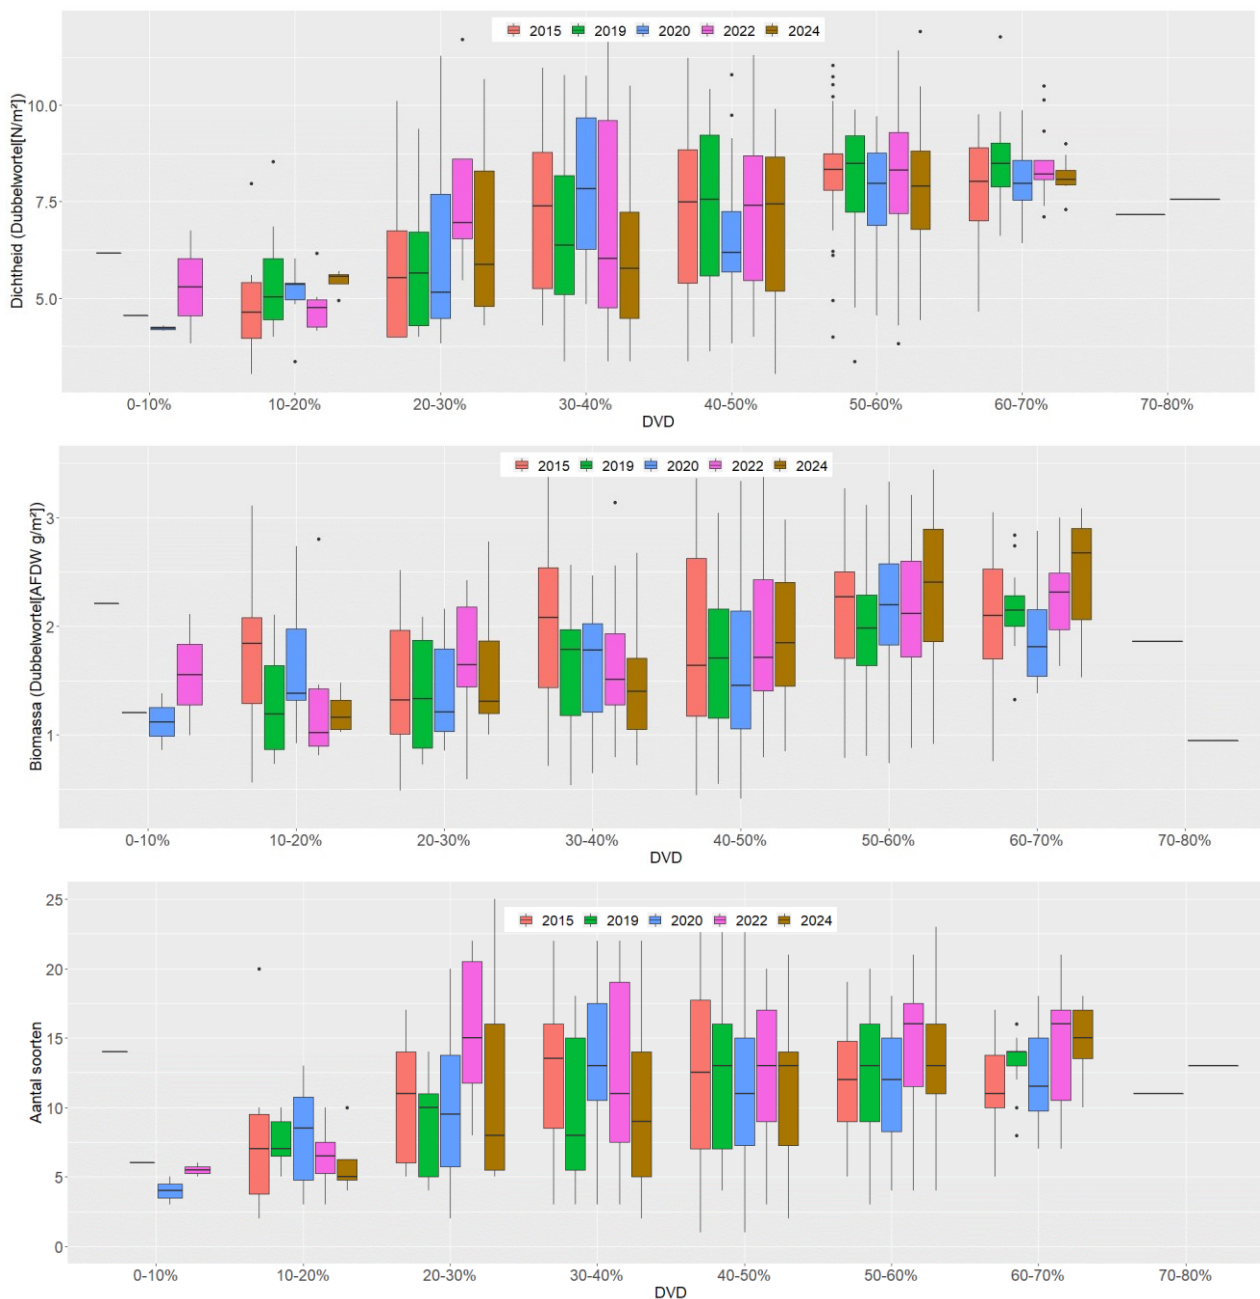 2015 2019 2020 2022 2024
Dichtheid (Dubbelwortel[N/m²])
10.0
7.5
5.0
0-10% 10-20% 20-30% 30-40% 40-50% 50-60% 60-70% 70-80%
DVD
2015 2019 2020 2022 2024
Biomassa (Dubbelwortel[AFDW g/m²])
3
2
1
0-10% 10-20% 20-30% 30-40% 40-50% 50-60% 60-70% 70-80%
DVD
2015 2019 2020 2022 2024
Aantal soorten
25
20
15
10
5
0
0-10% 10-20% 20-30% 30-40% 40-50% 50-60% 60-70% 70-80%
DVD